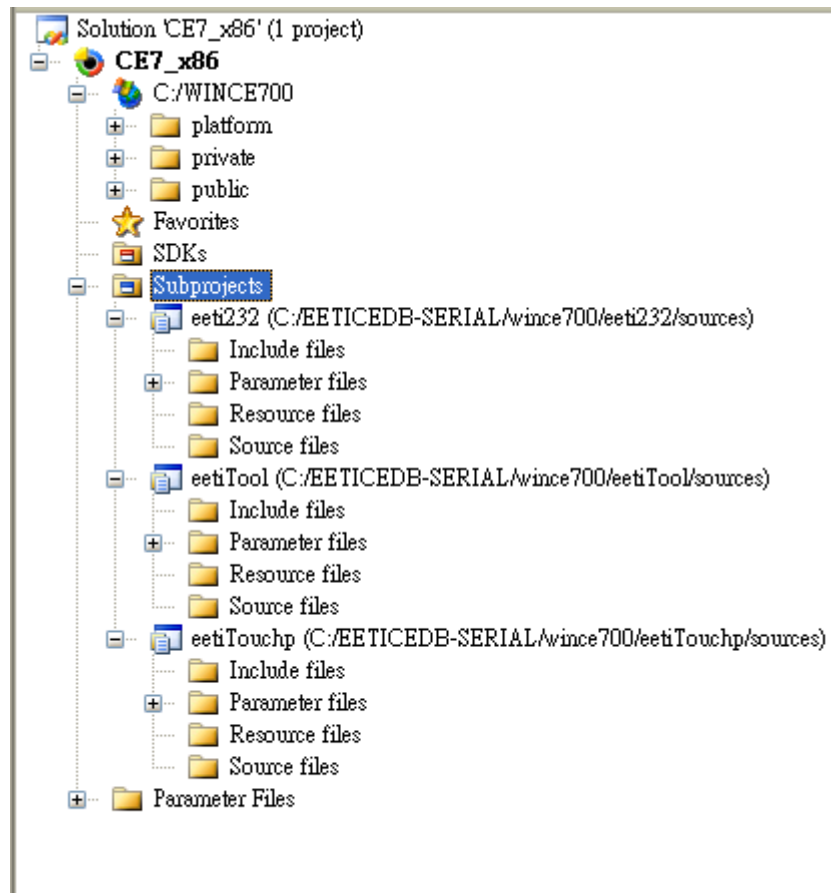 Solution 'CE7_x86' (1 project)
CE7_x86
C:/WINCE700
platform
private
public
Favorites
SDKs
Subprojects
eeti232 (C:/EETICEDB-SERIAL/wince700/eeti232/sources)
Include files
Parameter files
Resource files
Source files
eetiTool (C:/EETICEDB-SERIAL/wince700/eetiTool/sources)
Include files
Parameter files
Resource files
Source files
eetiTouchp (C:/EETICEDB-SERIAL/wince700/eetiTouchp/sources)
Include files
Parameter files
Resource files
Source files
Parameter Files